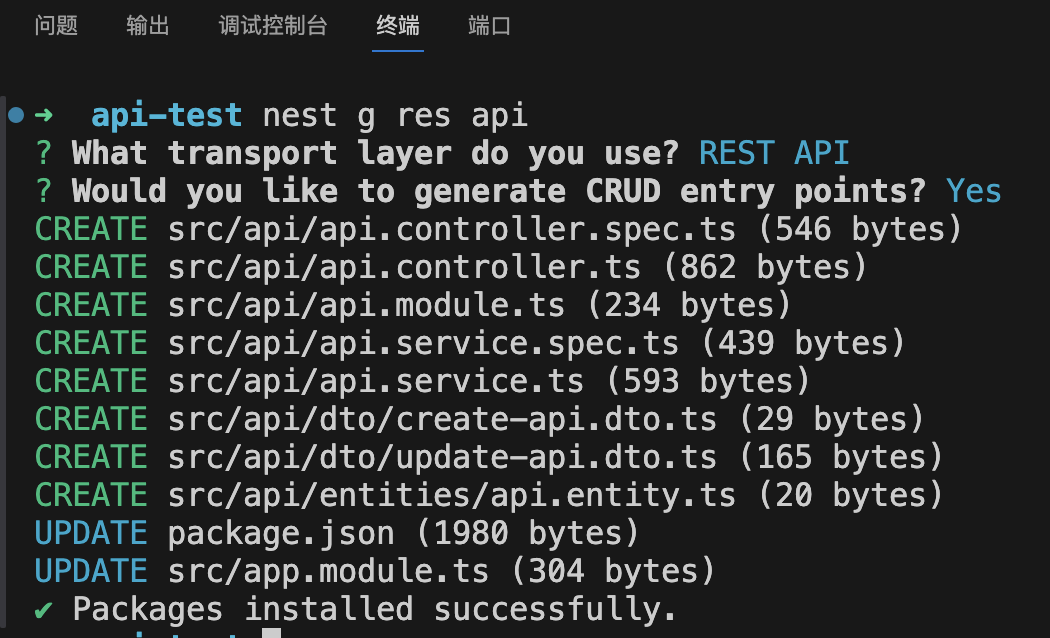 问题 输出 调试控制台 终端 端口
➜ api-test nest g res api
? What transport layer do you use? REST API
? Would you like to generate CRUD entry points? Yes
CREATE src/api/api.controller.spec.ts (546 bytes)
CREATE src/api/api.controller.ts (862 bytes)
CREATE src/api/api.module.ts (234 bytes)
CREATE src/api/api.service.spec.ts (439 bytes)
CREATE src/api/api.service.ts (593 bytes)
CREATE src/api/dto/create-api.dto.ts (29 bytes)
CREATE src/api/dto/update-api.dto.ts (165 bytes)
CREATE src/api/entities/api.entity.ts (20 bytes)
UPDATE package.json (1980 bytes)
UPDATE src/app.module.ts (304 bytes)
✔ Packages installed successfully.